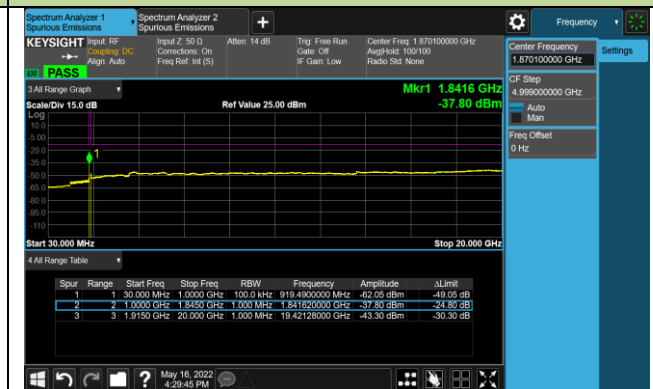 Spectrum Analyzer 1
Spurious Emissions
Spectrum Analyzer 2
Spurious Emissions
+
Frequency
KEYSIGHT
Input: RF
Coupling: DC
Align: Auto
Input Z: 50 Ω
Corrections: On
Freq Ref: Int (S)
Atten: 14 dB
Trig: Free Run
Gate: Off
IF Gain: Low
Center Freq: 1.870100000 GHz
Avg|Hold: 100/100
Radio Std: None
PASS
Center Frequency
1.870100000 GHz
Settings
CF Step
4.999000000 GHz
Auto
Man
Freq Offset
0 Hz
3 All Range Graph
Mkr1 1.8416 GHz
Scale/Div 15.0 dB
Ref Value 25.00 dBm
-37.80 dBm
Log
10.0
-5.00
-20.0
-35.0
-50.0
-65.0
-80.0
-95.0
-110
1
Start 30.000 MHz
Stop 20.000 GHz
4 All Range Table
Spur Range Start Freq Stop Freq RBW Frequency Amplitude ΔLimit
1 1 30.000 MHz 1.0000 GHz 100.0 kHz 919.4900000 MHz -62.05 dBm -49.05 dB
2 2 1.0000 GHz 1.8450 GHz 1.000 MHz 1.841620000 GHz -37.80 dBm -24.80 dB
3 3 1.9150 GHz 20.000 GHz 1.000 MHz 19.42128000 GHz -43.30 dBm -30.30 dB
?
May 16, 2022
4:29:45 PM